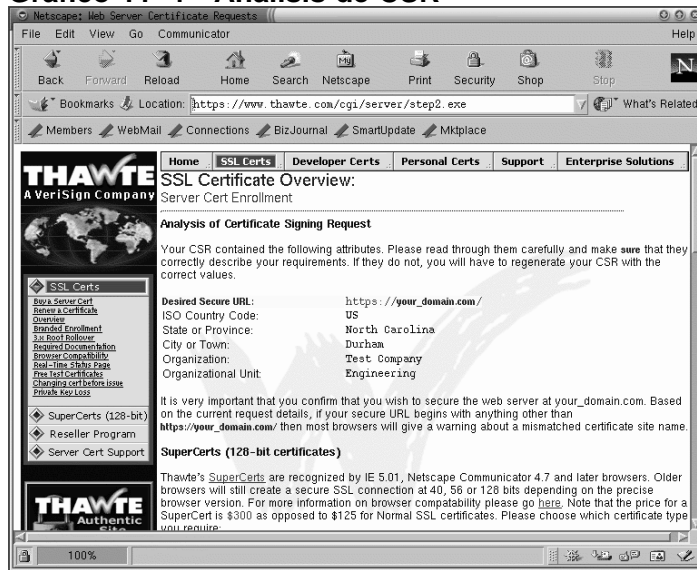 Netscape: Web Server Certificate Requests
File Edit View Go Communicator Help
Back Forward Reload Home Search Netscape Print Security Shop Stop
N
Bookmarks Location: https://www.thawte.com/cgi/server/step2.exe What's Related
Members WebMail Connections BizJournal SmartUpdate Mktplace
THAWTE
A VeriSign Company
Home SSL Certs Developer Certs Personal Certs Support Enterprise Solutions
SSL Certificate Overview:
Server Cert Enrollment
Analysis of Certificate Signing Request
Your CSR contained the following attributes. Please read through them carefully and make sure that they
correctly describe your requirements. If they do not, you will have to regenerate your CSR with the
correct values.
Desired Secure URL: https://your_domain.com/
ISO Country Code: US
State or Province: North Carolina
City or Town: Durham
Organization: Test Company
Organizational Unit: Engineering
It is very important that you confirm that you wish to secure the web server at your_domain.com. Based
on the current request details, if your secure URL begins with anything other than
https://your_domain.com/ then most browsers will give a warning about a mismatched certificate site name.
SuperCerts (128-bit certificates)
Thawte's SuperCerts are recognized by IE 5.01, Netscape Communicator 4.7 and later browsers. Older
browsers will still create a secure SSL connection at 40, 56 or 128 bits depending on the precise
browser version. For more information on browser compatability please go here. Note that the price for a
SuperCert is $300 as opposed to $125 for Normal SSL certificates. Please choose which certificate type
you require:
SSL Certs
Buy a Server Cert
Renew a Certificate
Overview
Branded Enrollment
3.x Root Rollover
Required Documentation
Browser Compatibility
Real-Time Status Page
Free Test Certificates
Changing cert before issue
Private Key Loss
SuperCerts (128-bit)
Reseller Program
Server Cert Support
THAWTE
Authentic
Site
100%